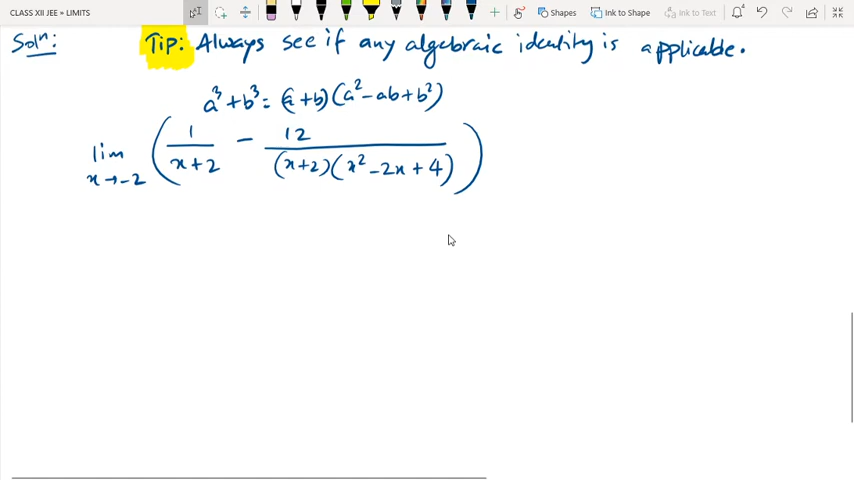 CLASS XII JEE » LIMITS Shapes Ink to Shape Ink to Text
Solⁿ: Tip: Always see if any algebraic identity is applicable.
a³+b³ = (a+b)(a²-ab+b²)
lim x→-2 ( 1/(x+2) - 12/((x+2)(x²-2x+4)) )